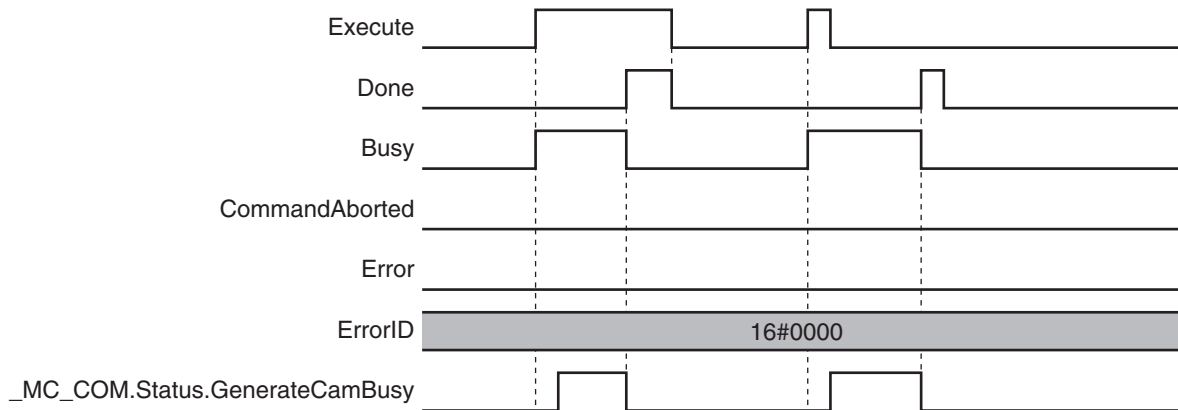 Execute
Done
Busy
CommandAborted
Error
ErrorID
16#0000
_MC_COM.Status.GenerateCamBusy